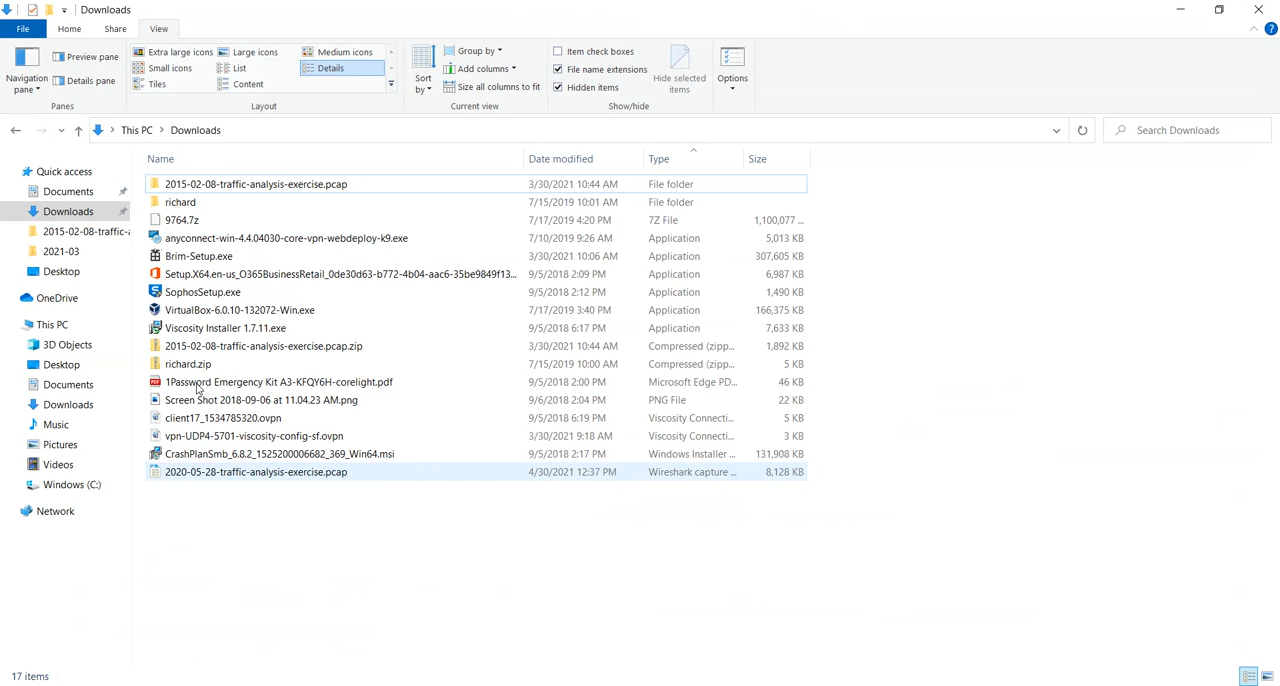 Downloads
File Home Share View
Navigation pane Preview pane Details pane Panes
Extra large icons Large icons Medium icons
Small icons List Details
Tiles Content
Layout
Sort by Group by Add columns Size all columns to fit Current view
Item check boxes File name extensions Hidden items Hide selected items Show/hide
Options
This PC Downloads Search Downloads
Quick access
Documents
Downloads
2015-02-08-traffic-
2021-03
Desktop
OneDrive
This PC
3D Objects
Desktop
Documents
Downloads
Music
Pictures
Videos
Windows (C:)
Network
Name Date modified Type Size
2015-02-08-traffic-analysis-exercise.pcap 3/30/2021 10:44 AM File folder
richard 7/15/2019 10:01 AM File folder
9764.7z 7/17/2019 4:20 PM 7Z File 1,100,077 ...
anyconnect-win-4.4.04030-core-vpn-webdeploy-k9.exe 7/10/2019 9:26 AM Application 5,013 KB
Brim-Setup.exe 3/30/2021 10:06 AM Application 307,605 KB
Setup.X64.en-us_O365BusinessRetail_0de30d63-b772-4b04-aac6-35be9849f13... 9/5/2018 2:09 PM Application 6,987 KB
SophosSetup.exe 9/5/2018 2:12 PM Application 1,490 KB
VirtualBox-6.0.10-132072-Win.exe 7/17/2019 3:40 PM Application 166,375 KB
Viscosity Installer 1.7.11.exe 9/5/2018 6:17 PM Application 7,633 KB
2015-02-08-traffic-analysis-exercise.pcap.zip 3/30/2021 10:44 AM Compressed (zipp... 1,892 KB
richard.zip 7/15/2019 10:00 AM Compressed (zipp... 5 KB
1Password Emergency Kit A3-KFQY6H-corelight.pdf 9/5/2018 2:00 PM Microsoft Edge PD... 46 KB
Screen Shot 2018-09-06 at 11.04.23 AM.png 9/6/2018 2:04 PM PNG File 22 KB
client17_1534785320.ovpn 9/5/2018 6:19 PM Viscosity Connecti... 5 KB
vpn-UDP4-5701-viscosity-config-sf.ovpn 3/30/2021 9:18 AM Viscosity Connecti... 3 KB
CrashPlanSmb_6.8.2_1525200006682_369_Win64.msi 9/5/2018 2:17 PM Windows Installer ... 131,908 KB
2020-05-28-traffic-analysis-exercise.pcap 4/30/2021 12:37 PM Wireshark capture ... 8,128 KB
17 items